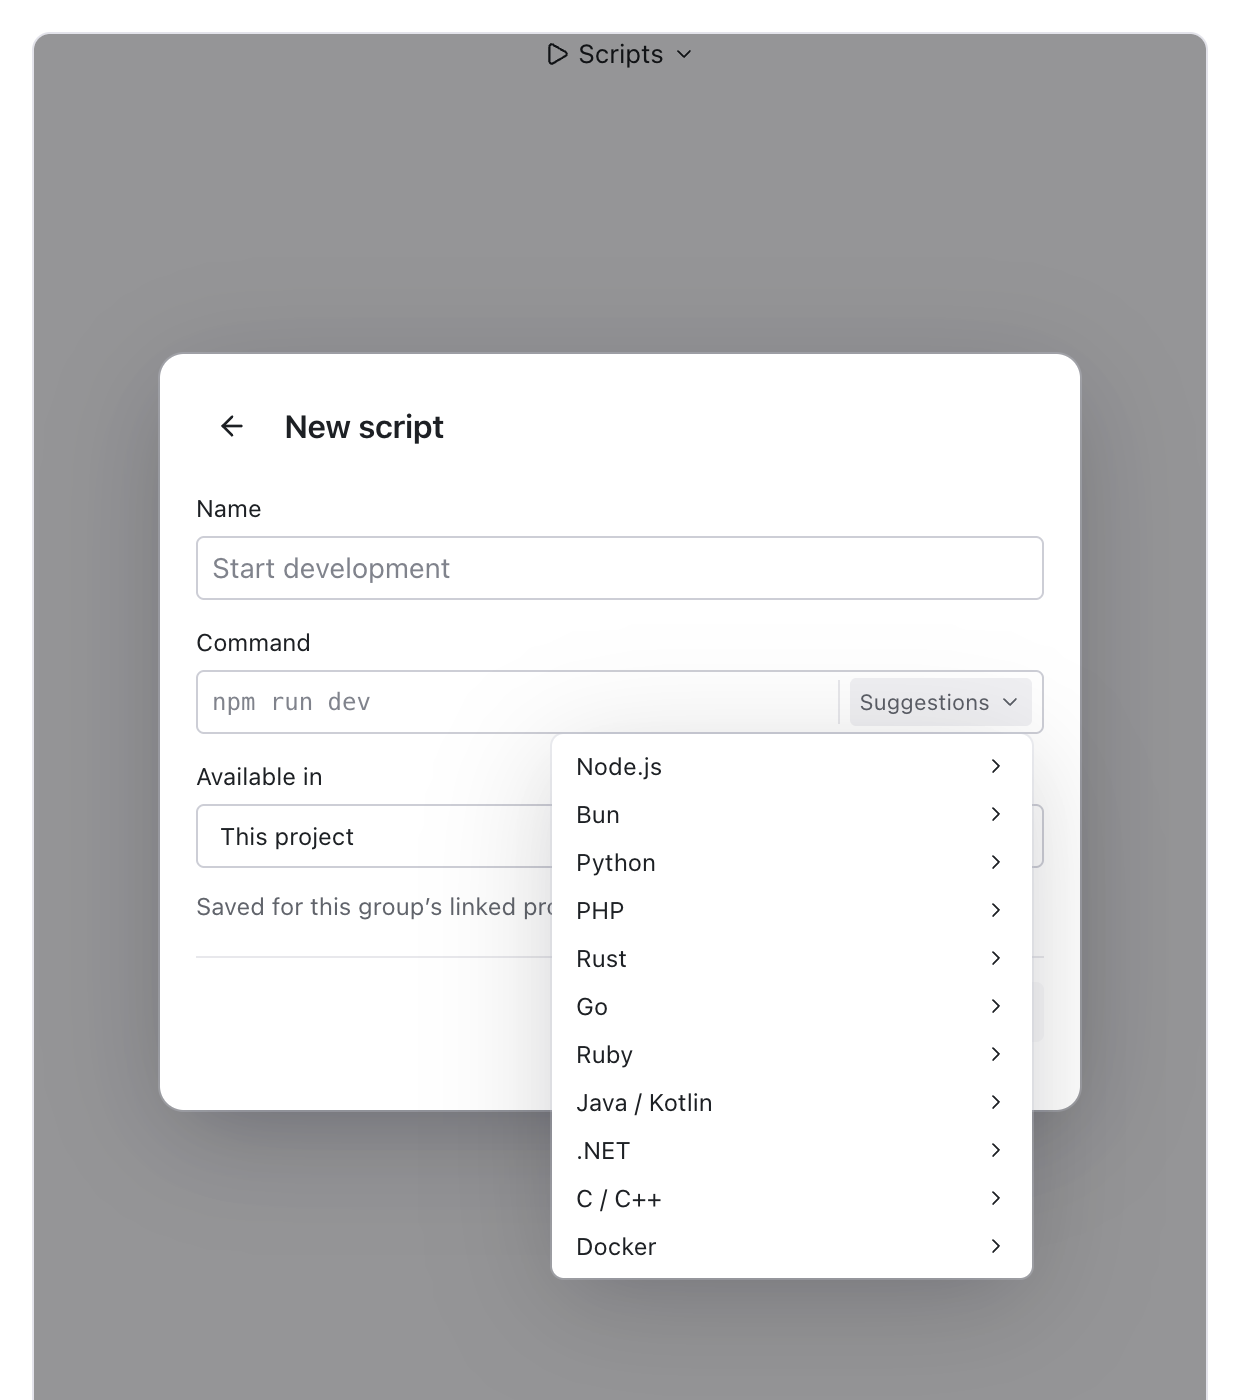 Scripts
New script
Name
Start development
Command
npm run dev
Suggestions
Node.js
Bun
Python
PHP
Rust
Go
Ruby
Java / Kotlin
.NET
C / C++
Docker
Available in
This project
Saved for this group’s linked